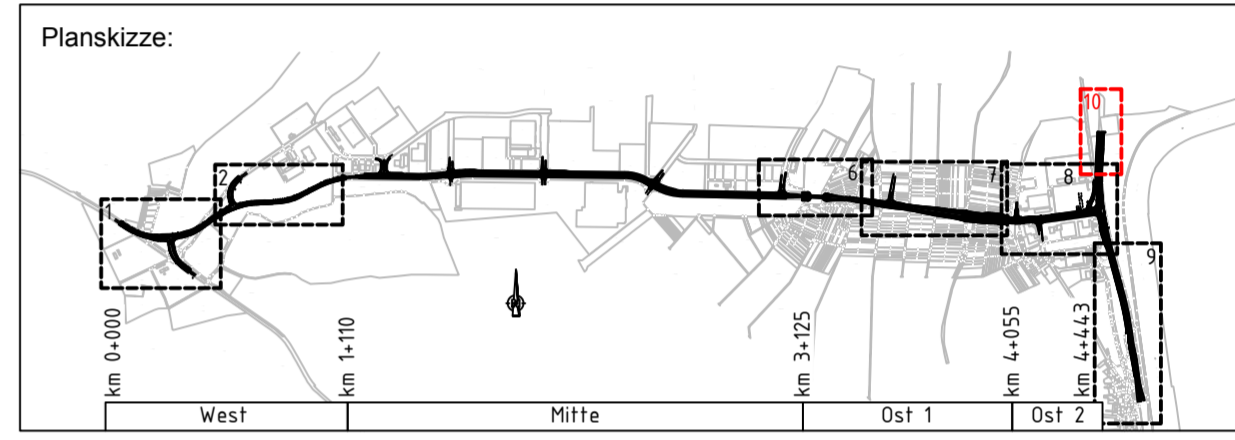 Planskizze:
10
1
2
6
7
8
9
km 0+000
km 1+110
km 3+125
km 4+055
km 4+443
West
Mitte
Ost 1
Ost 2